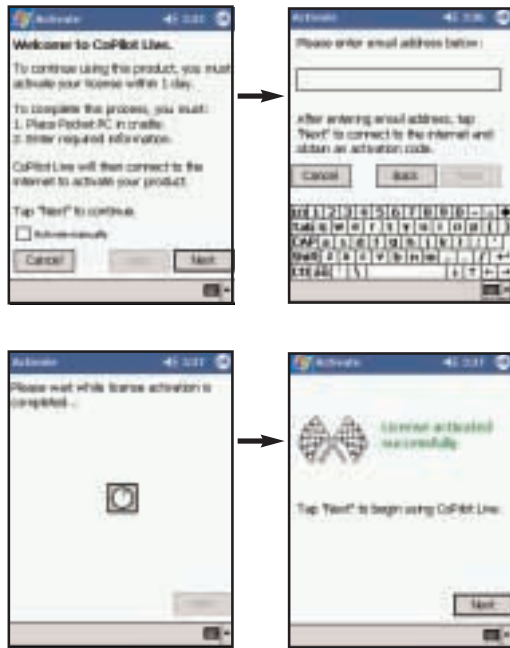 Activate
Welcome to CoPilot Live.
To continue using this product, you must
activate your license within 1 day.
To complete the process, you must:
1. Place Pocket PC in cradle
2. Enter required information.
CoPilot Live will then connect to the
internet to activate your product.
Tap "Next" to continue.
Activate manually
Cancel
Next
Activate
Please enter email address below:
After entering email address, tap
"Next" to connect to the internet and
obtain an activation code.
Cancel Back
Activate
Please wait while license activation is
completed...
Activate
License activated
successfully
Tap "Next" to begin using CoPilot Live.
Next